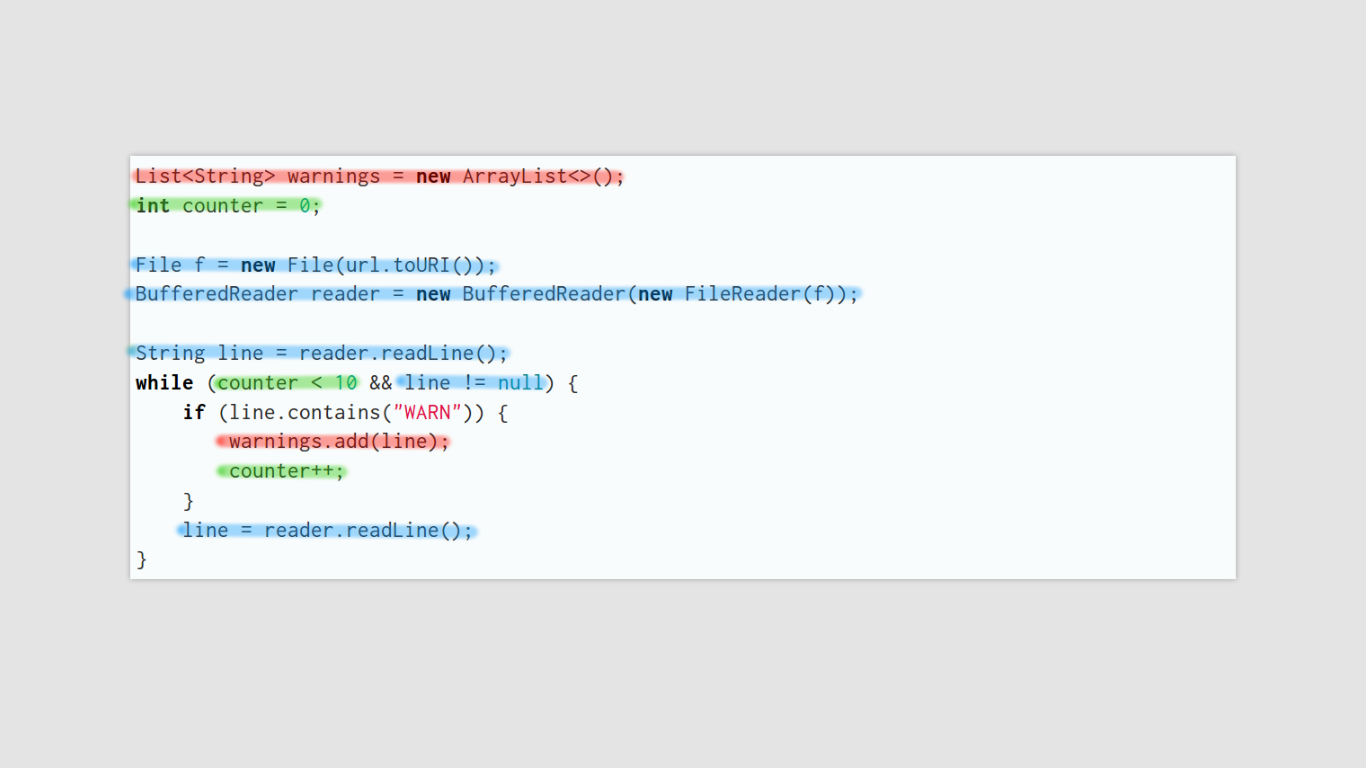 List<String> warnings = new ArrayList<>();
int counter = 0;
File f = new File(url.toURI());
BufferedReader reader = new BufferedReader(new FileReader(f));
String line = reader.readLine();
while (counter < 10 && line != null) {
    if (line.contains("WARN")) {
        warnings.add(line);
        counter++;
    }
    line = reader.readLine();
}